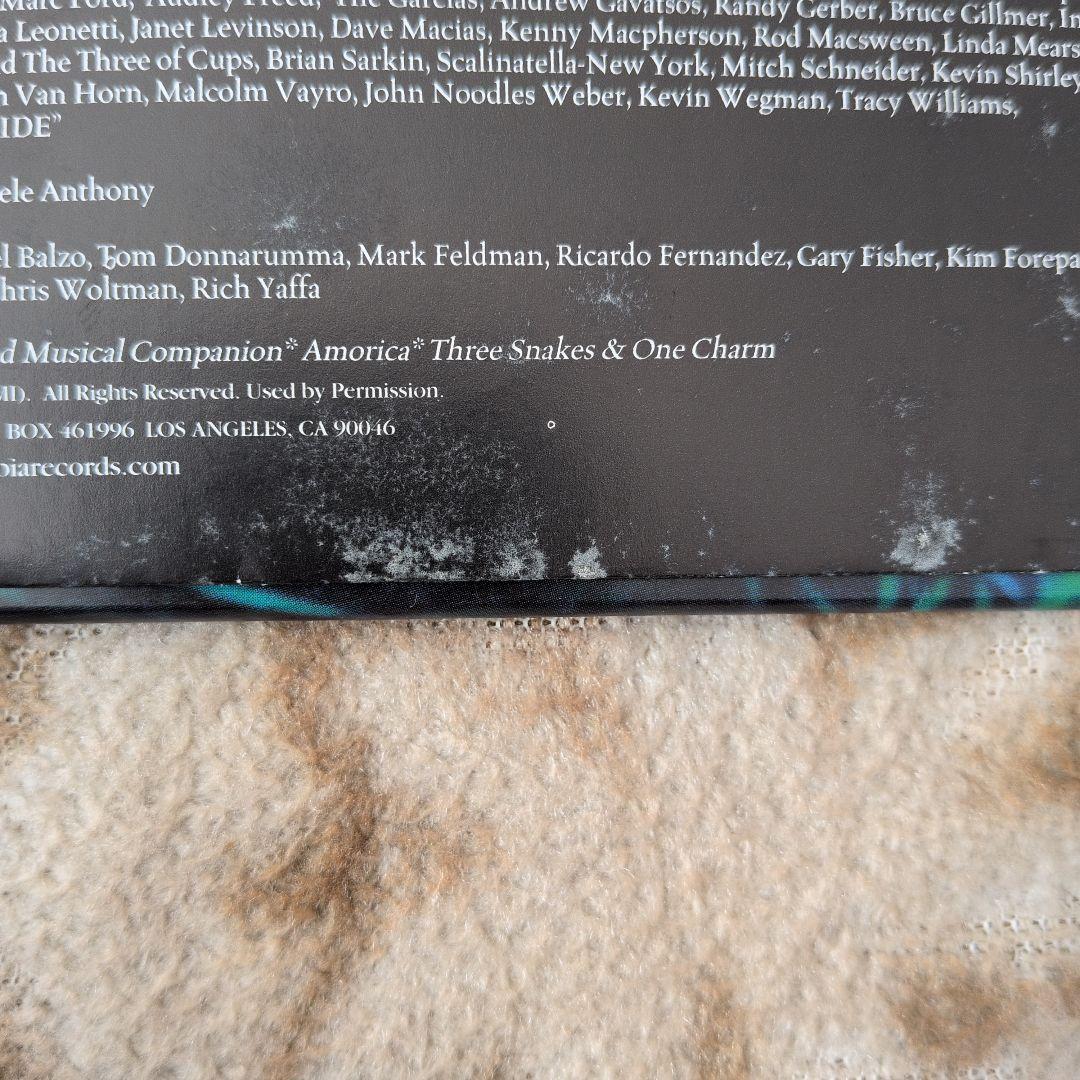 Marc Ford, Audley Freed, The Garcias, Andrew Gavatsos, Randy Gerber, Bruce Gillmer,
Leonetti, Janet Levinson, Dave Macias, Kenny Macpherson, Rod Macsween, Linda Mears
d The Three of Cups, Brian Sarkin, Scalinatella-New York, Mitch Schneider, Kevin Shirley,
n Van Horn, Malcolm Vayro, John Noodles Weber, Kevin Wegman, Tracy Williams,
IDE”
ele Anthony
el Balzo, Tom Donnarumma, Mark Feldman, Ricardo Fernandez, Gary Fisher, Kim Forepa
hris Woltman, Rich Yaffa
d Musical Companion* Amorica* Three Snakes & One Charm
MI). All Rights Reserved. Used by Permission.
BOX 461996 LOS ANGELES, CA 90046
biarecords.com